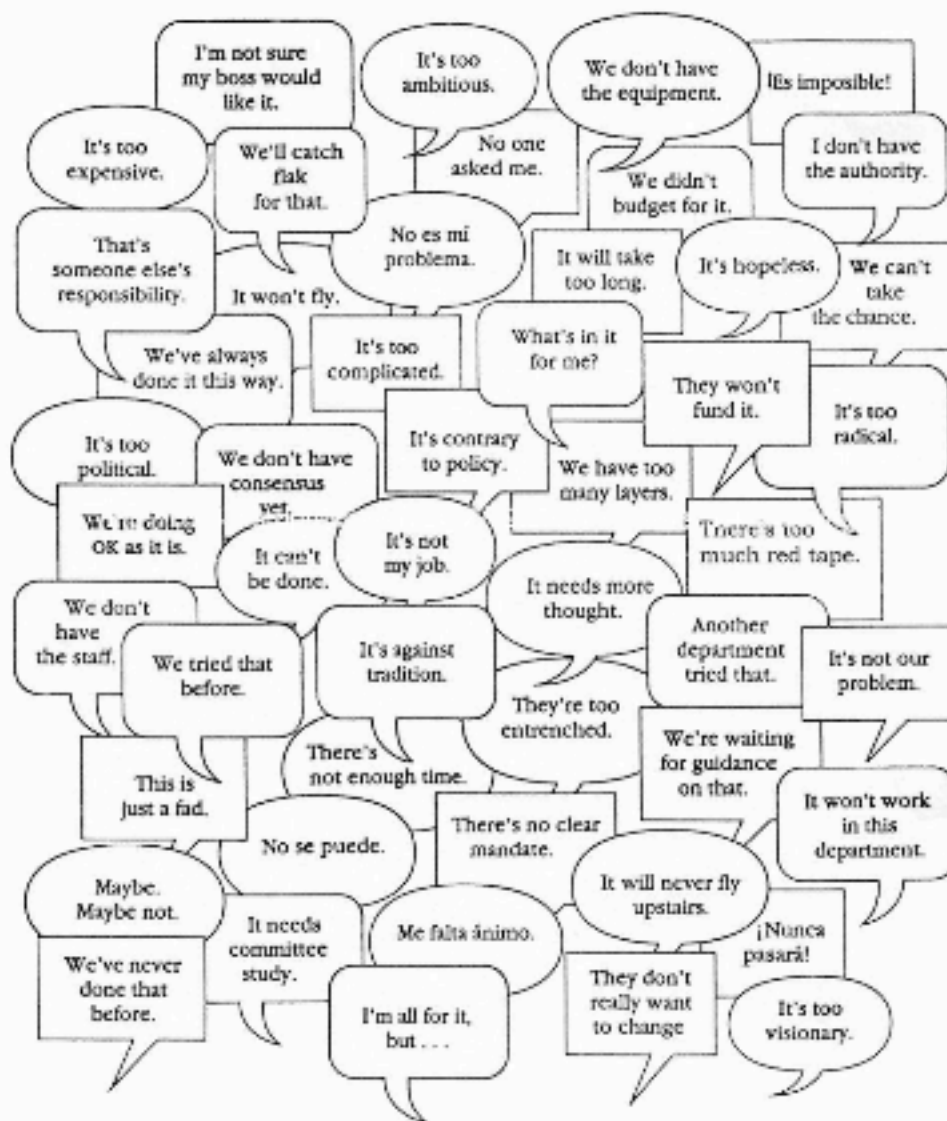 I'm not sure
my boss would
like it.
It's too
ambitious.
We don't have
the equipment.
¡Es imposible!
It's too
expensive.
We'll catch
flak
for that.
No one
asked me.
We didn't
budget for it.
I don't have
the authority.
That's
someone else's
responsibility.
It won't fly.
No es mí
problema.
It will take
too long.
It's hopeless.
We can't
take
the chance.
We've always
done it this way.
It's too
complicated.
What's in it
for me?
They won't
fund it.
It's too
radical.
It's too
political.
We don't have
consensus
yet.
It's contrary
to policy.
We have too
many layers.
There's too
much red tape.
We're doing
OK as it is.
It can't
be done.
It's not
my job.
It needs more
thought.
We don't
have
the staff.
We tried that
before.
It's against
tradition.
Another
department
tried that.
It's not our
problem.
They're too
entrenched.
There's
not enough time.
We're waiting
for guidance
on that.
This is
just a fad.
No se puede.
There's no clear
mandate.
It won't work
in this
department.
Maybe.
Maybe not.
It needs
committee
study.
Me falta ánimo.
It will never fly
upstairs.
¡Nunca
pasará!
We've never
done that
before.
I'm all for it,
but . . .
They don't
really want
to change
It's too
visionary.